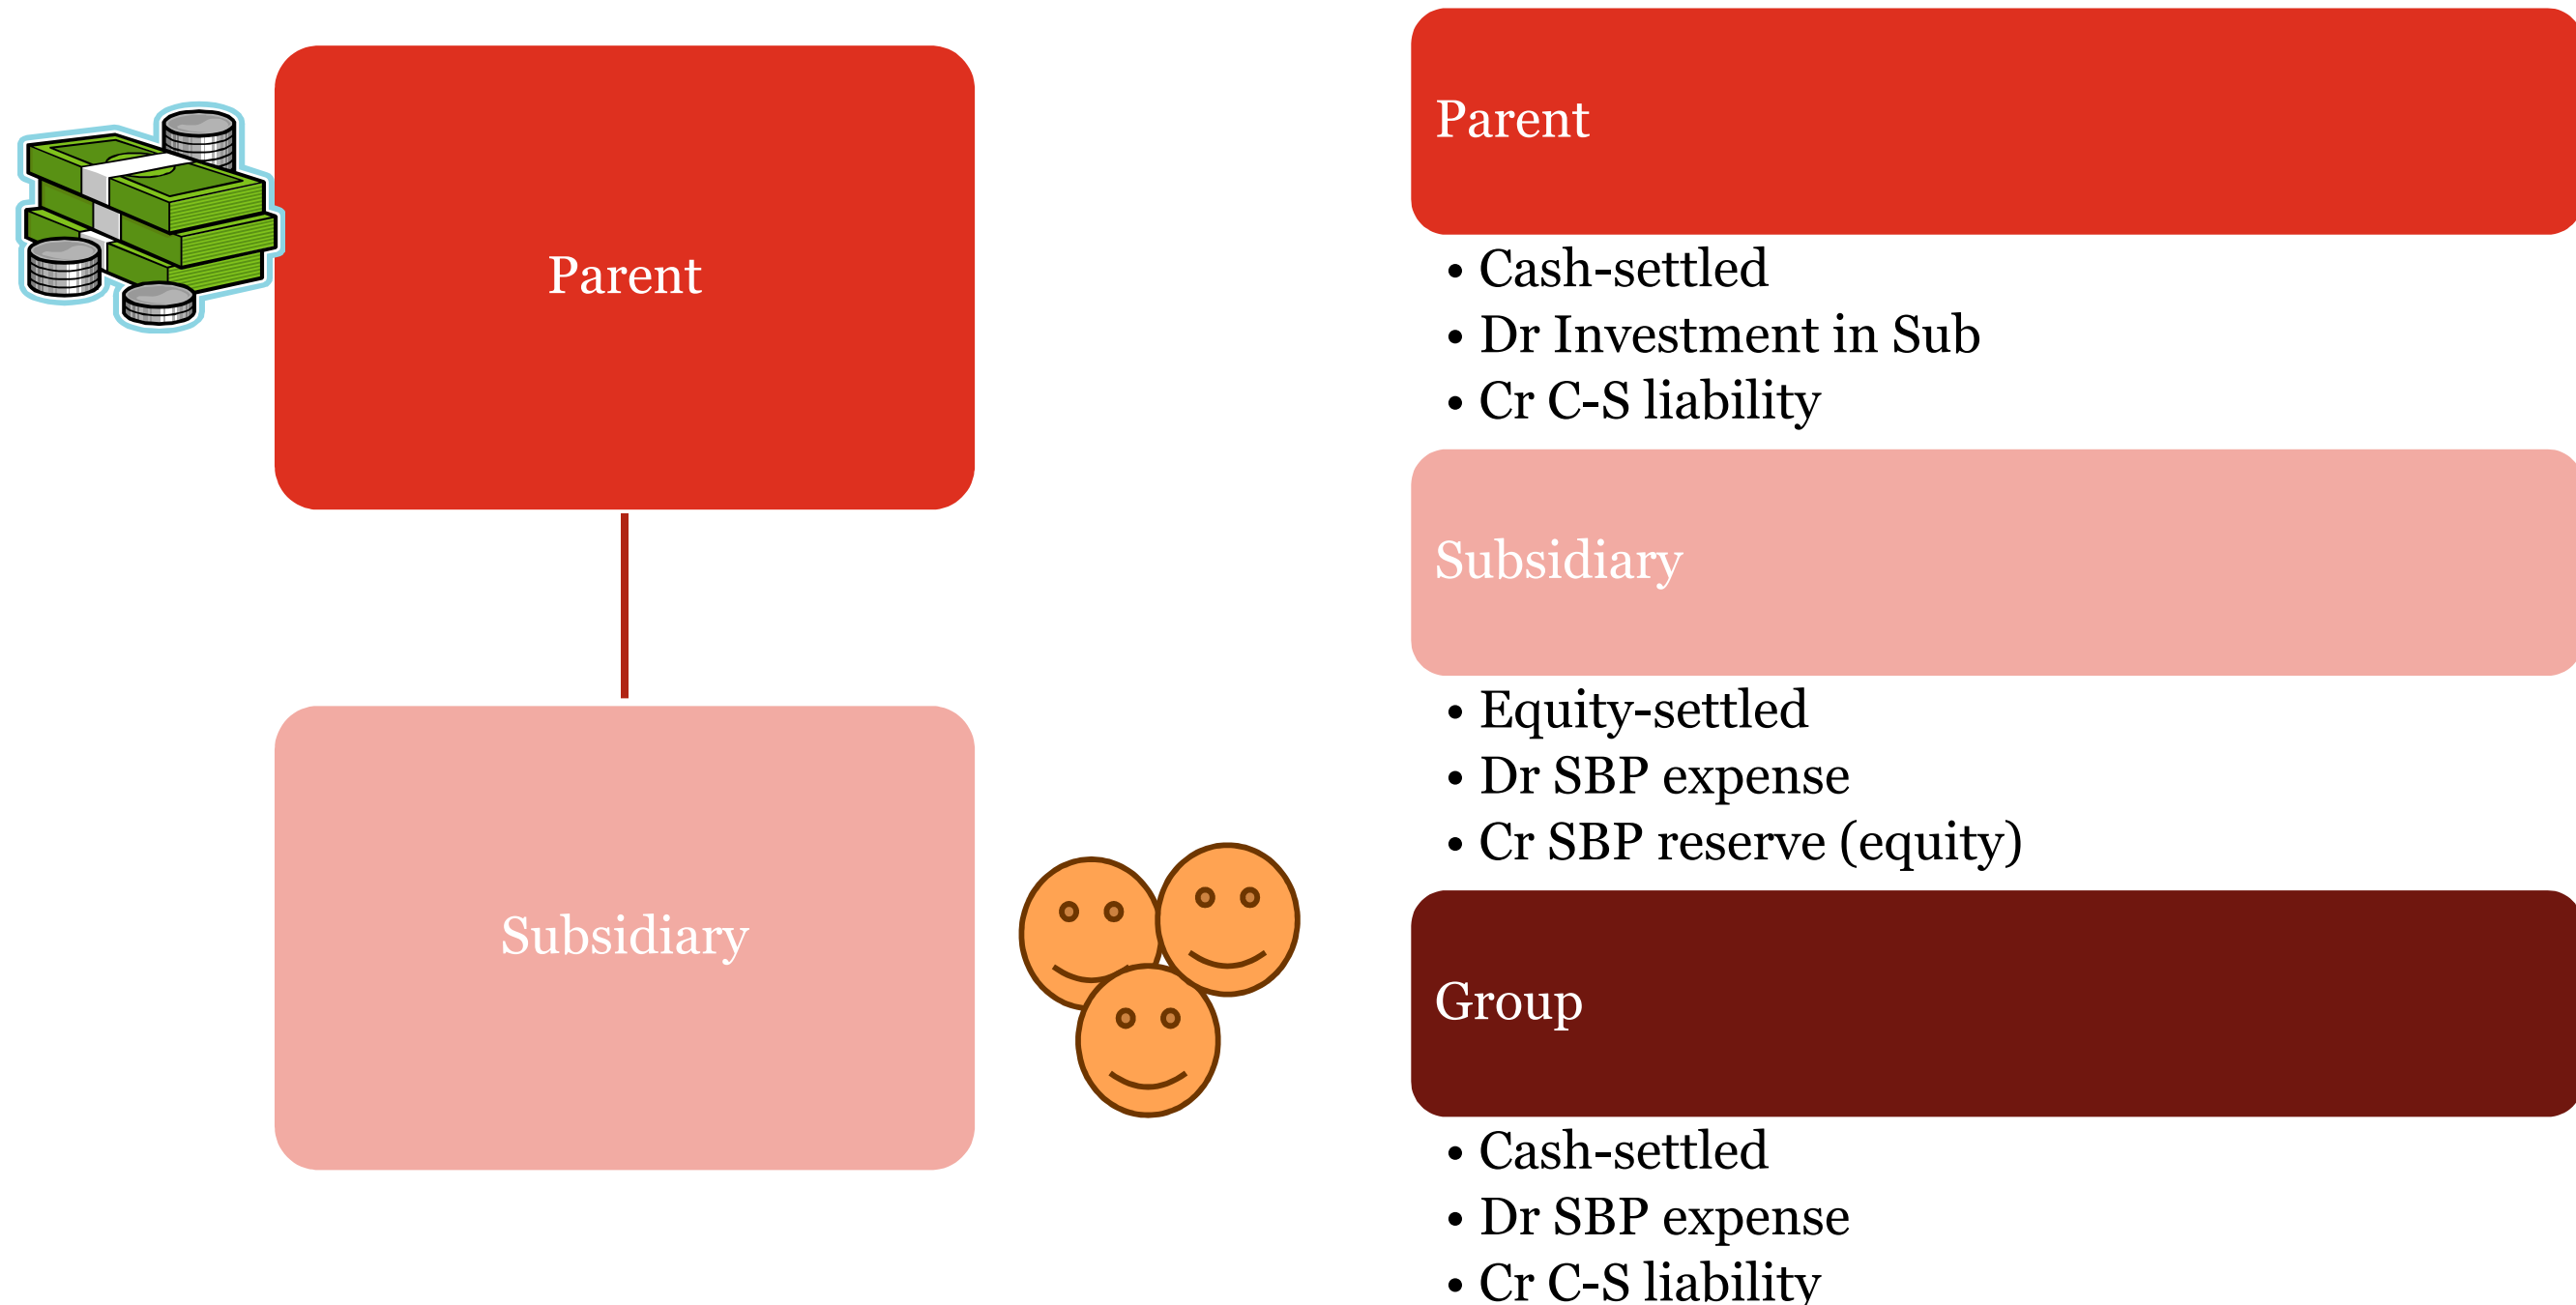 Parent
Subsidiary
Parent
• Cash-settled
• Dr Investment in Sub
• Cr C-S liability
Subsidiary
• Equity-settled
• Dr SBP expense
• Cr SBP reserve (equity)
Group
• Cash-settled
• Dr SBP expense
• Cr C-S liability